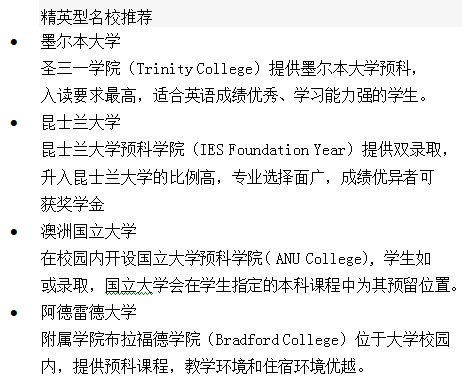 精英型名校推荐
● 墨尔本大学
圣三一学院（Trinity College）提供墨尔本大学预科，
入读要求最高，适合英语成绩优秀、学习能力强的学生。
● 昆士兰大学
昆士兰大学预科学院（IES Foundation Year）提供双录取，
升入昆士兰大学的比例高，专业选择面广，成绩优异者可
获奖学金
● 澳洲国立大学
在校园内开设国立大学预科学院( ANU College), 学生如
或录取，国立大学会在学生指定的本科课程中为其预留位置。
● 阿德雷德大学
附属学院布拉福德学院（Bradford College）位于大学校园
内，提供预科课程，教学环境和住宿环境优越。